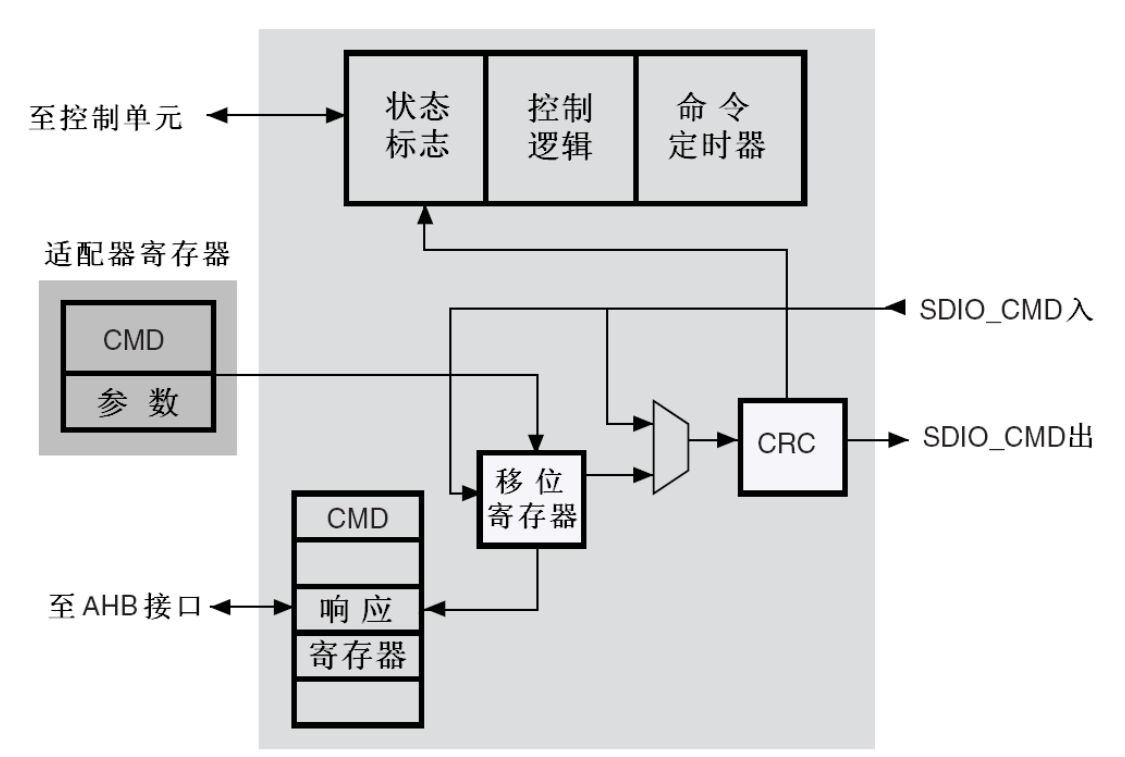 至控制单元
状态
标志
控制
逻辑
命令
定时器
适配器寄存器
CMD
参数
SDIO_CMD入
SDIO_CMD出
CRC
移位
寄存器
CMD
响应
寄存器
至AHB接口